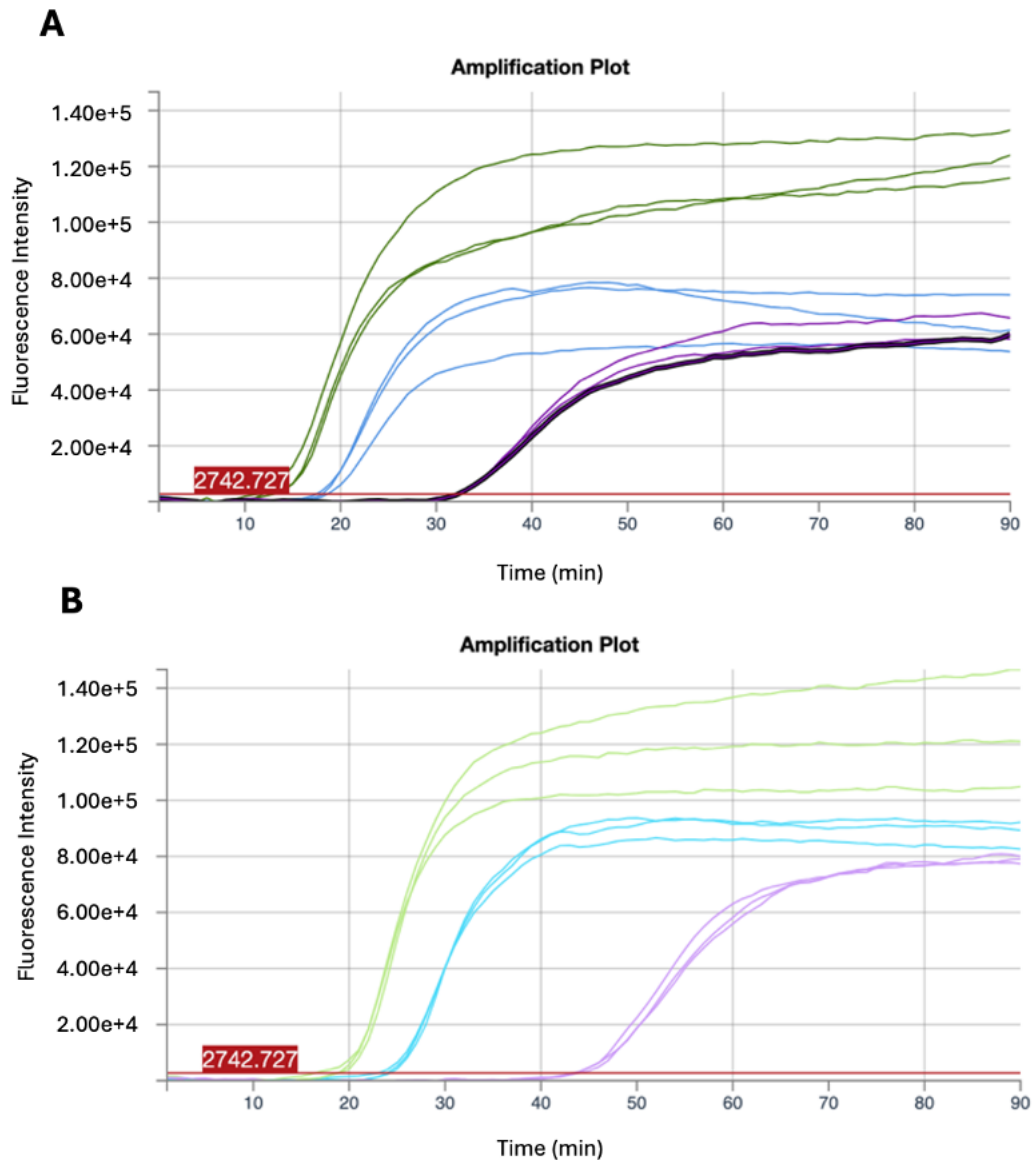 A
Amplification Plot
1.40e+5
1.20e+5
1.00e+5
8.00e+4
6.00e+4
4.00e+4
2.00e+4
Fluorescence Intensity
2742.727
10 20 30 40 50 60 70 80 90
Time (min)
B
Amplification Plot
1.40e+5
1.20e+5
1.00e+5
8.00e+4
6.00e+4
4.00e+4
2.00e+4
Fluorescence Intensity
2742.727
10 20 30 40 50 60 70 80 90
Time (min)